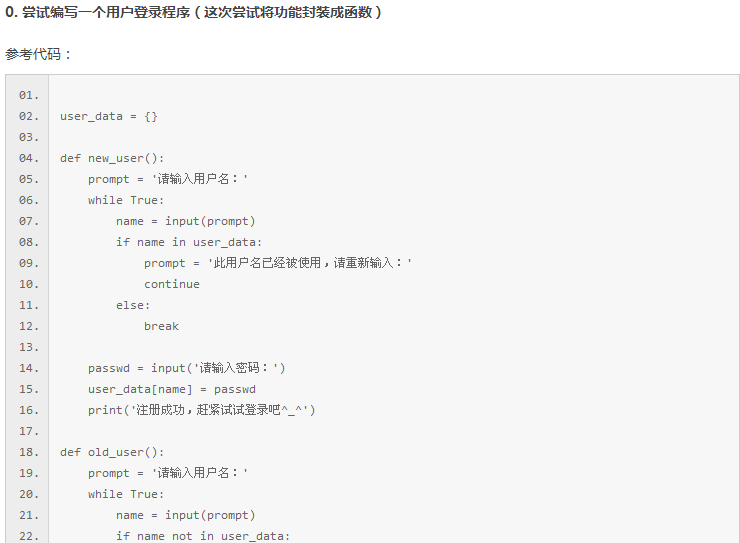 0. 尝试编写一个用户登录程序（这次尝试将功能封装成函数）
参考代码：
01.
02. user_data = {}
03.
04. def new_user():
05.     prompt = '请输入用户名：'
06.     while True:
07.         name = input(prompt)
08.         if name in user_data:
09.             prompt = '此用户名已经被使用，请重新输入：'
10.             continue
11.         else:
12.             break
13.
14.     passwd = input('请输入密码：')
15.     user_data[name] = passwd
16.     print('注册成功，赶紧试试登录吧^_^')
17.
18. def old_user():
19.     prompt = '请输入用户名：'
20.     while True:
21.         name = input(prompt)
22.         if name not in user_data: